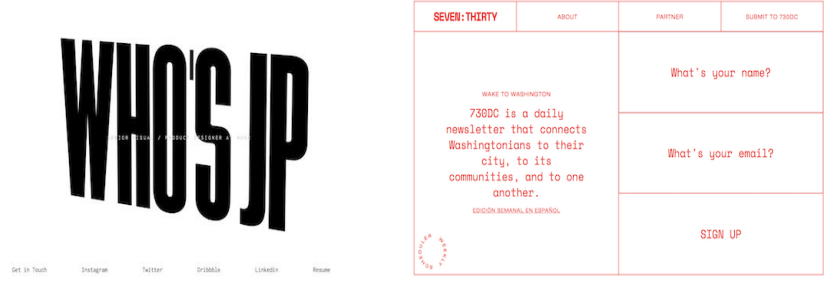 WHO'S JP
Get in Touch
Instagram
Twitter
Dribbble
Linkedin
Resume
SEVEN:THIRTY
ABOUT
PARTNER
SUBMIT TO 730DC
WAKE TO WASHINGTON
730DC is a daily
newsletter that connects
Washingtonians to their
city, to its
communities, and to one
another.
EDICIÓN SEMANAL EN ESPAÑOL
What's your name?
What's your email?
SIGN UP
WEEKLY SCHEDULER